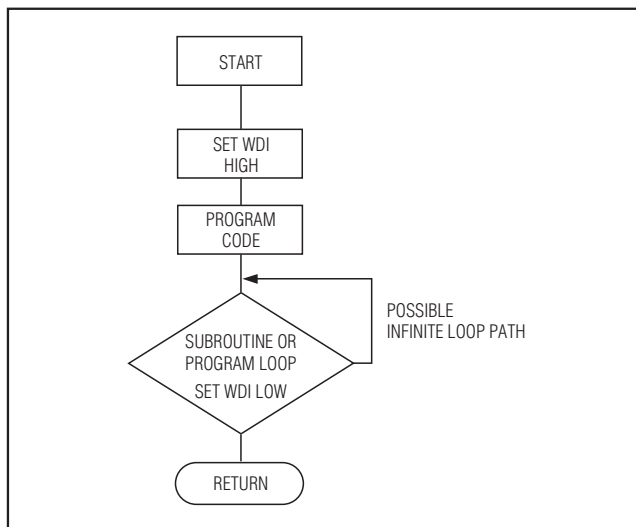 START
SET WDI
HIGH
PROGRAM
CODE
POSSIBLE
INFINITE LOOP PATH
SUBROUTINE OR
PROGRAM LOOP
SET WDI LOW
RETURN